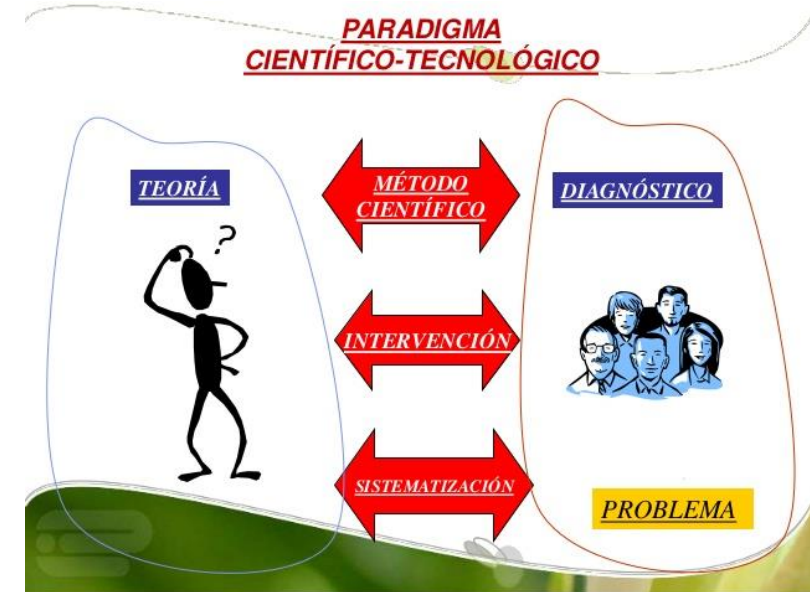 PARADIGMA
CIENTÍFICO-TECNOLÓGICO
TEORÍA
MÉTODO
CIENTÍFICO
DIAGNÓSTICO
?
INTERVENCIÓN
SISTEMATIZACIÓN
PROBLEMA